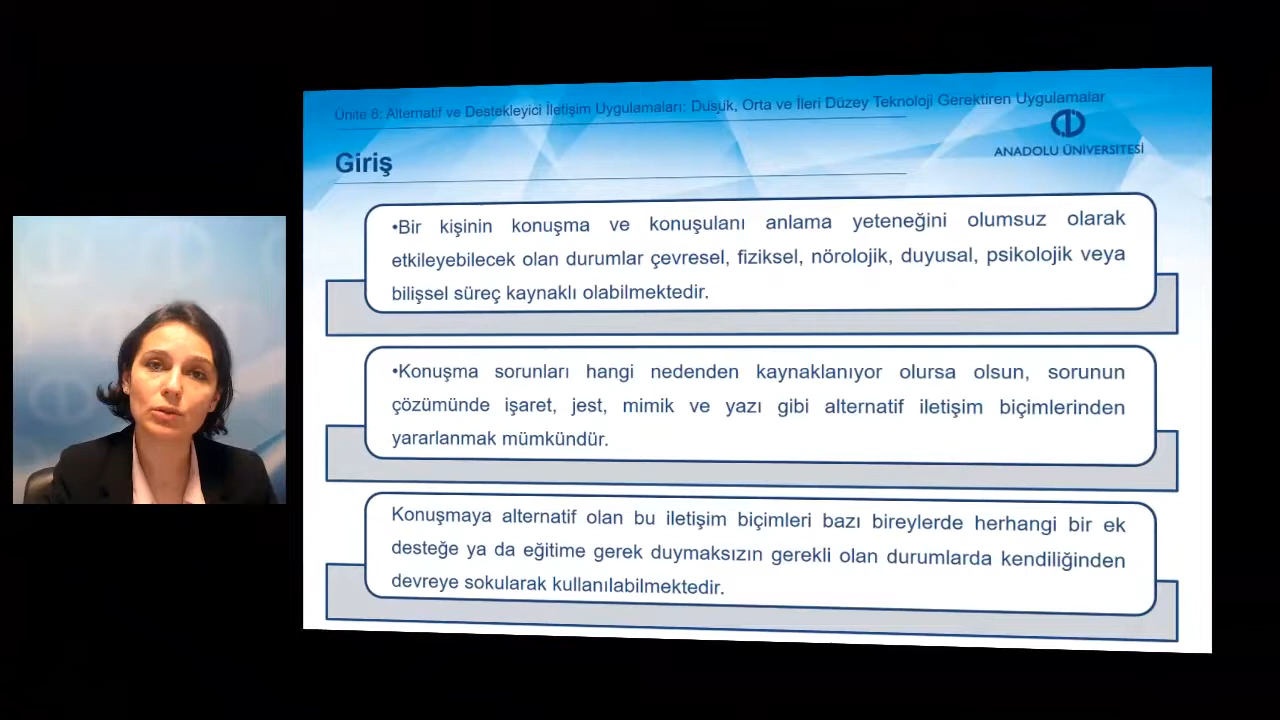 Ünite 6: Alternatif ve Destekleyici İletişim Uygulamaları: Düşük, Orta ve İleri Düzey Teknoloji Gerektiren Uygulamalar
ANADOLU ÜNİVERSİTESİ
Giriş
•Bir kişinin konuşma ve konuşulanı anlama yeteneğini olumsuz olarak
etkileyebilecek olan durumlar çevresel, fiziksel, nörolojik, duyusal, psikolojik veya
bilişsel süreç kaynaklı olabilmektedir.
•Konuşma sorunları hangi nedenden kaynaklanıyor olursa olsun, sorunun
çözümünde işaret, jest, mimik ve yazı gibi alternatif iletişim biçimlerinden
yararlanmak mümkündür.
Konuşmaya alternatif olan bu iletişim biçimleri bazı bireylerde herhangi bir ek
desteğe ya da eğitime gerek duymaksızın gerekli olan durumlarda kendiliğinden
devreye sokularak kullanılabilmektedir.